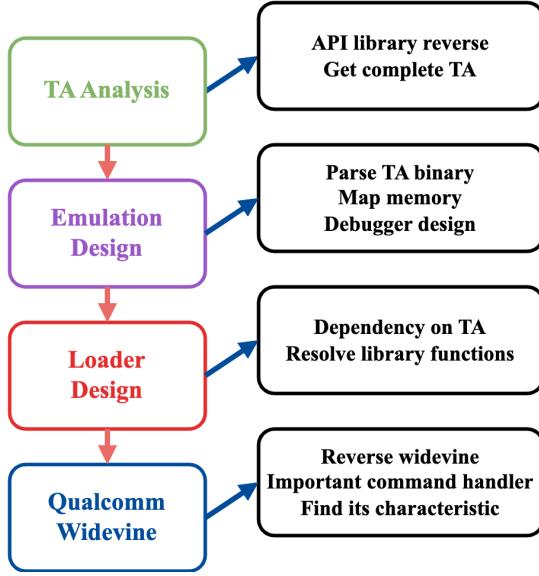 TA Analysis
API library reverse
Get complete TA
Emulation
Design
Parse TA binary
Map memory
Debugger design
Loader
Design
Dependency on TA
Resolve library functions
Qualcomm
Widevine
Reverse widevine
Important command handler
Find its characteristic